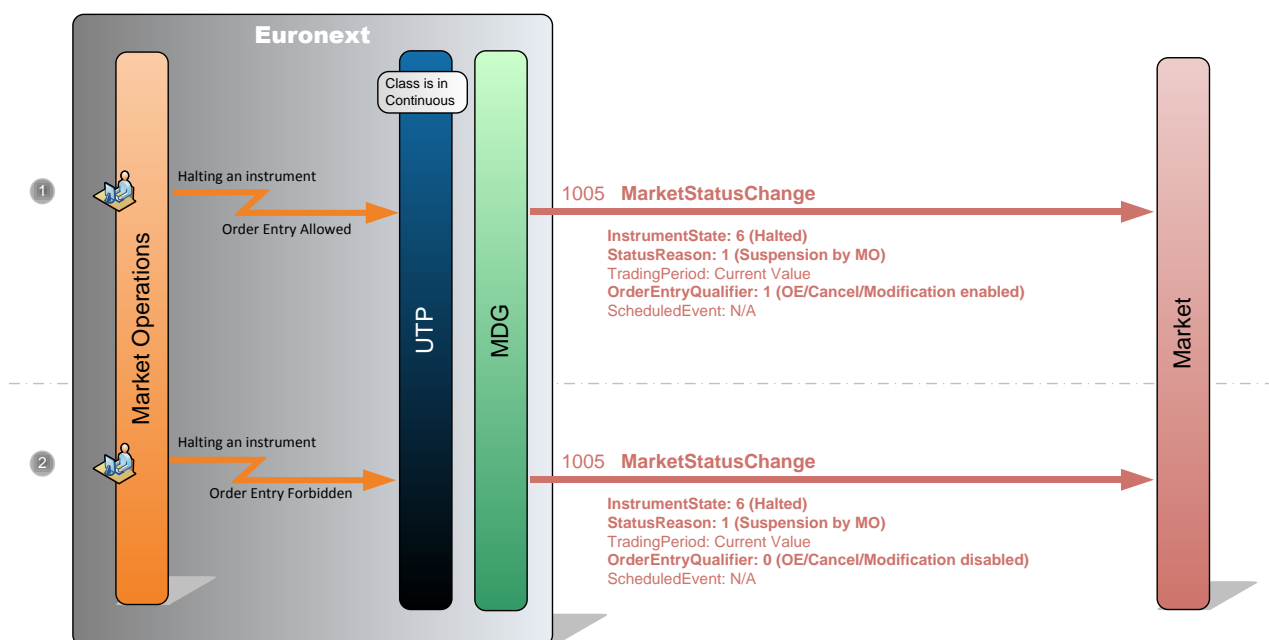 Euronext
Class is in
Continuous
Market Operations
UTP
MDG
Market
1
Halting an instrument
Order Entry Allowed
1005 MarketStatusChange
InstrumentState: 6 (Halted)
StatusReason: 1 (Suspension by MO)
TradingPeriod: Current Value
OrderEntryQualifier: 1 (OE/Cancel/Modification enabled)
ScheduledEvent: N/A
2
Halting an instrument
Order Entry Forbidden
1005 MarketStatusChange
InstrumentState: 6 (Halted)
StatusReason: 1 (Suspension by MO)
TradingPeriod: Current Value
OrderEntryQualifier: 0 (OE/Cancel/Modification disabled)
ScheduledEvent: N/A